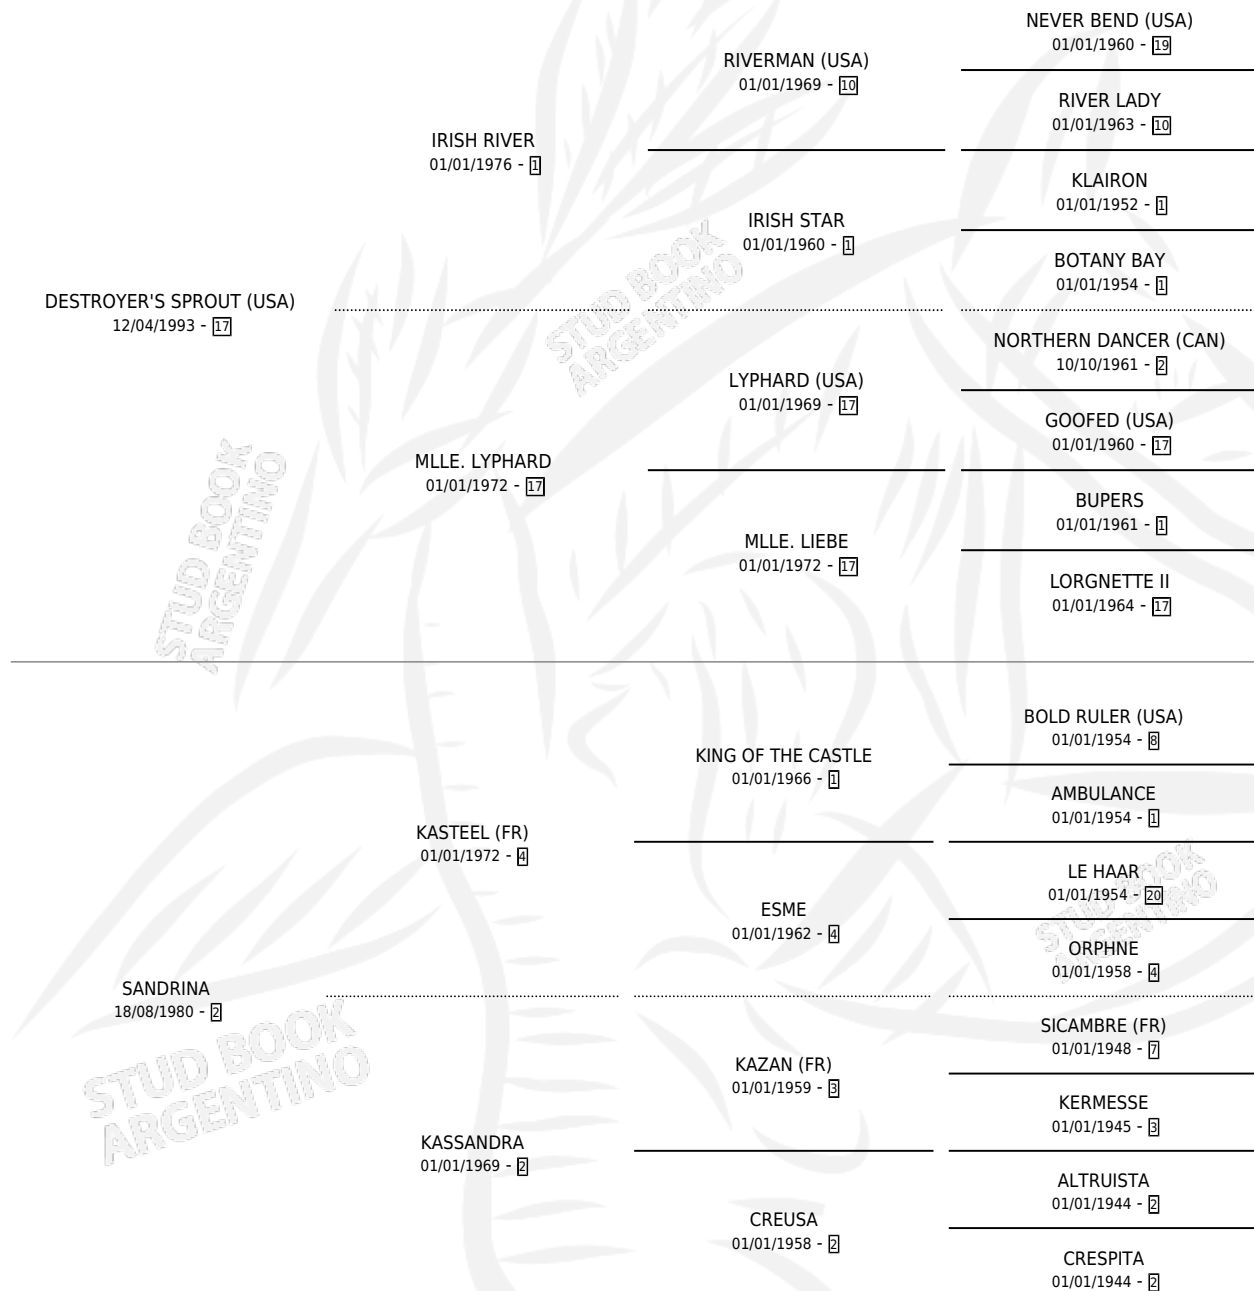 NEVER BEND (USA)
01/01/1960 - 19
RIVERMAN (USA)
01/01/1969 - 10
RIVER LADY
01/01/1963 - 10
IRISH RIVER
01/01/1976 - 1
KLAIRON
01/01/1952 - 1
IRISH STAR
01/01/1960 - 1
BOTANY BAY
01/01/1954 - 1
DESTROYER'S SPROUT (USA)
12/04/1993 - 17
STUD BOOK
ARGENTINO
NORTHERN DANCER (CAN)
10/10/1961 - 2
LYPHARD (USA)
01/01/1969 - 17
GOOFED (USA)
01/01/1960 - 17
MLLE. LYPHARD
01/01/1972 - 17
BUPERS
01/01/1961 - 1
MLLE. LIEBE
01/01/1972 - 17
LORGNETTE II
01/01/1964 - 17
STUD BOOK
ARGENTINO
BOLD RULER (USA)
01/01/1954 - 8
KING OF THE CASTLE
01/01/1966 - 1
AMBULANCE
01/01/1954 - 1
KASTEEL (FR)
01/01/1972 - 4
LE HAAR
01/01/1954 - 20
ESME
01/01/1962 - 4
STUD BOOK
ARGENTINO
ORPHNE
01/01/1958 - 4
SANDRINA
18/08/1980 - 2
STUD BOOK
ARGENTINO
SICAMBRE (FR)
01/01/1948 - 7
KAZAN (FR)
01/01/1959 - 3
KERMESSE
01/01/1945 - 3
KASSANDRA
01/01/1969 - 2
ALTRUISTA
01/01/1944 - 2
CREUSA
01/01/1958 - 2
CRESPITA
01/01/1944 - 2